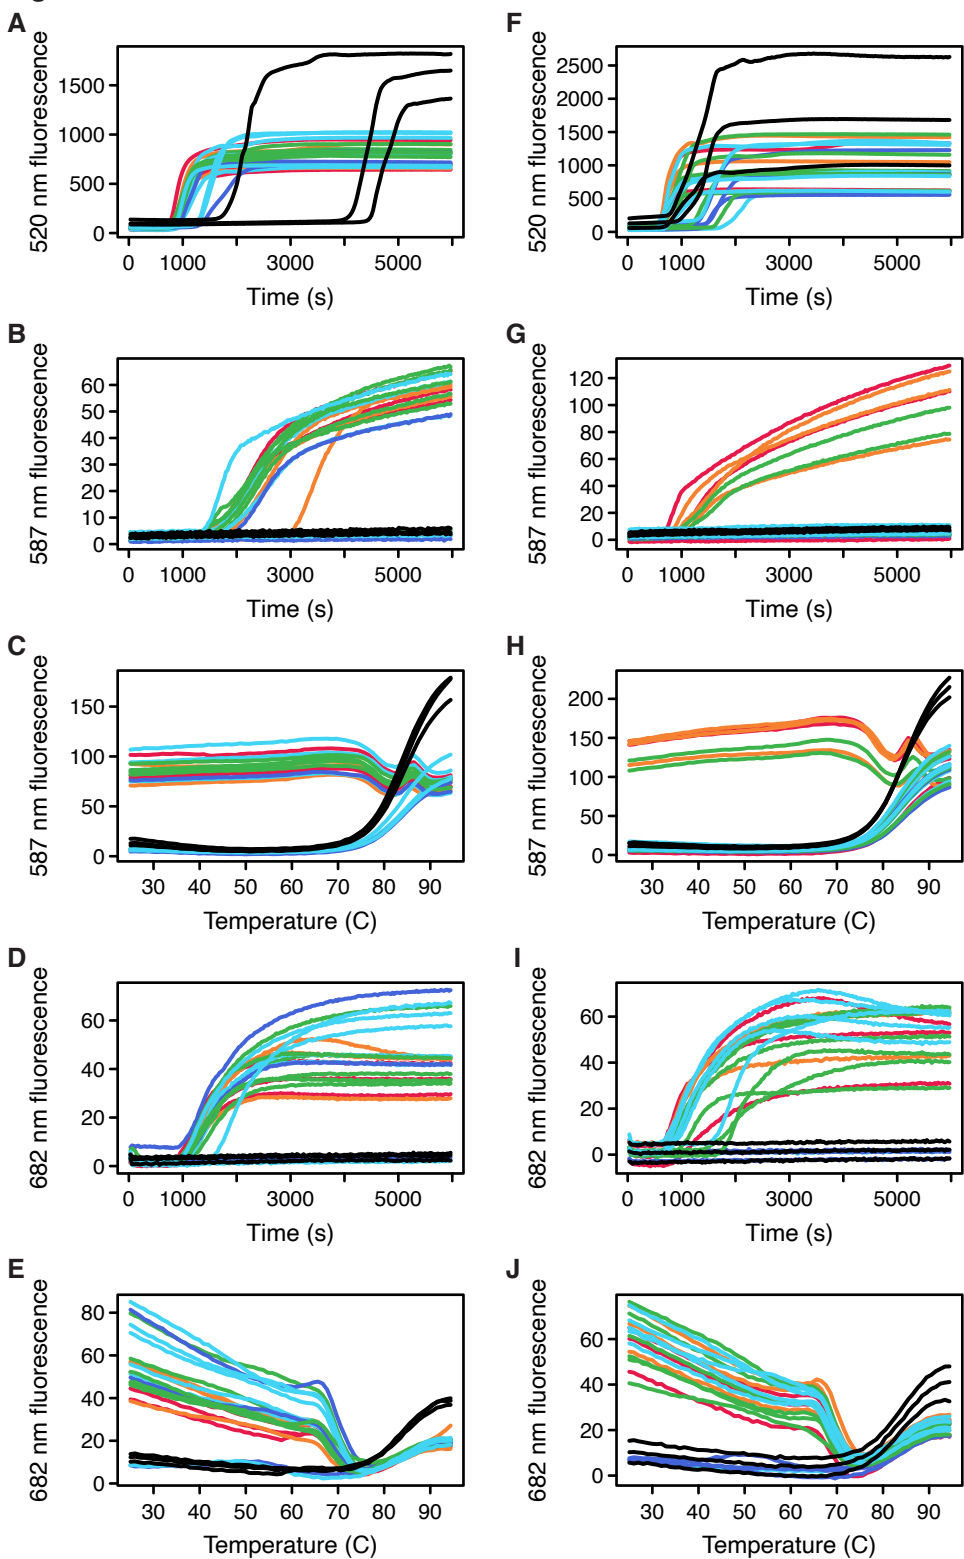 A
520 nm fluorescence
1500
1000
500
0
0 1000 3000 5000
Time (s)
F
520 nm fluorescence
2500
2000
1500
1000
500
0
0 1000 3000 5000
Time (s)
B
587 nm fluorescence
60
50
40
30
20
10
0
0 1000 3000 5000
Time (s)
G
587 nm fluorescence
120
100
80
60
40
20
0
0 1000 3000 5000
Time (s)
C
587 nm fluorescence
150
100
50
0
30 40 50 60 70 80 90
Temperature (C)
H
587 nm fluorescence
200
150
100
50
0
30 40 50 60 70 80 90
Temperature (C)
D
682 nm fluorescence
60
40
20
0
0 1000 3000 5000
Time (s)
I
682 nm fluorescence
60
40
20
0
0 1000 3000 5000
Time (s)
E
682 nm fluorescence
80
60
40
20
0
30 40 50 60 70 80 90
Temperature (C)
J
682 nm fluorescence
60
40
20
0
30 40 50 60 70 80 90
Temperature (C)